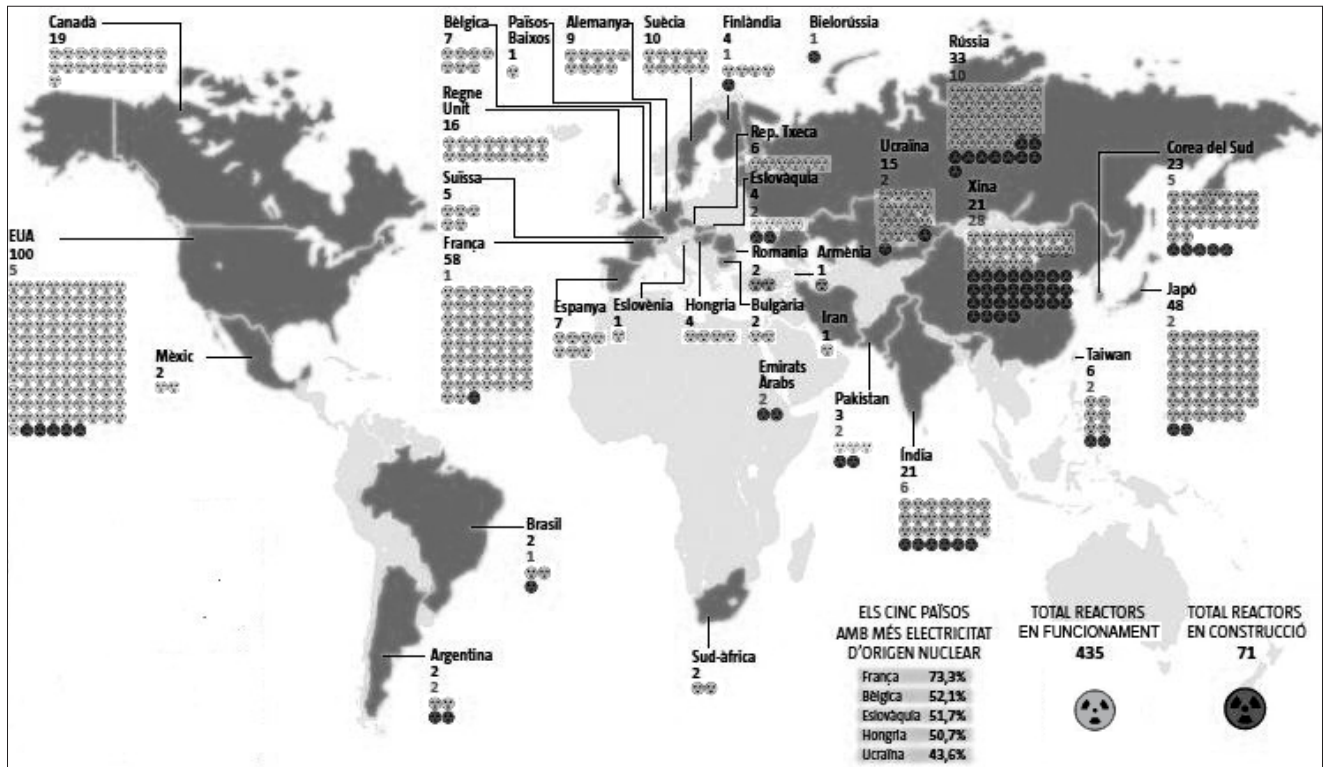 Canadà
19
Bèlgica
7
Països
Baixos
1
Alemanya
9
Suècia
10
Finlàndia
4
1
Bielorússia
1
Rússia
33
10
Regne
Unit
16
Rep. Txeca
6
Ucraïna
15
2
Corea del Sud
23
5
Suïssa
5
Eslovàquia
4
2
Xina
21
28
EUA
100
5
França
58
1
Romania
2
Armènia
1
Japó
48
2
Espanya
7
Eslovènia
1
Hongria
4
Bulgària
2
Iran
1
Mèxic
2
Taiwan
6
2
Emirats
Àrabs
2
Pakistan
3
2
Índia
21
6
Brasil
2
1
Argentina
2
2
Sud-àfrica
2
ELS CINC PAÏSOS
AMB MÉS ELECTRICITAT
D'ORIGEN NUCLEAR
França 73,3%
Bèlgica 52,1%
Eslovàquia 51,7%
Hongria 50,7%
Ucraïna 43,6%
TOTAL REACTORS
EN FUNCIONAMENT
435
TOTAL REACTORS
EN CONSTRUCCIÓ
71